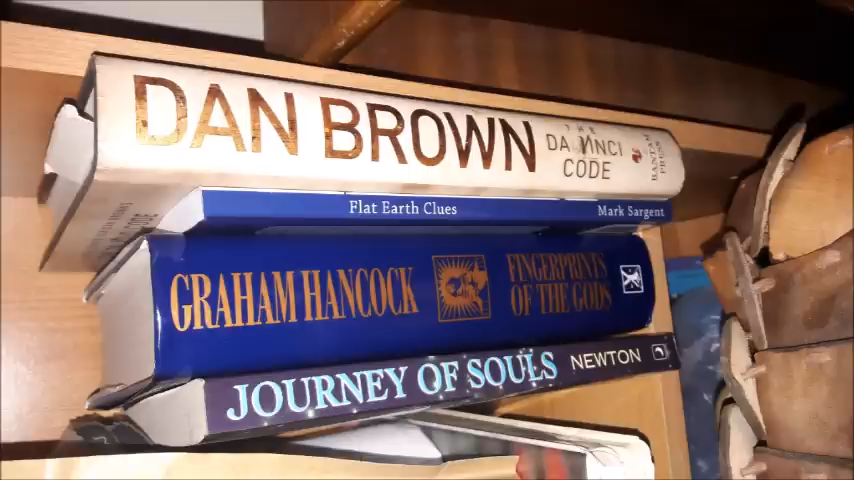 DAN BROWN
THE
DA VINCI
CODE
BANTAM
PRESS
Flat Earth Clues
Mark Sargent
GRAHAM HANCOCK
FINGERPRINTS
OF THE GODS
JOURNEY OF SOULS
NEWTON